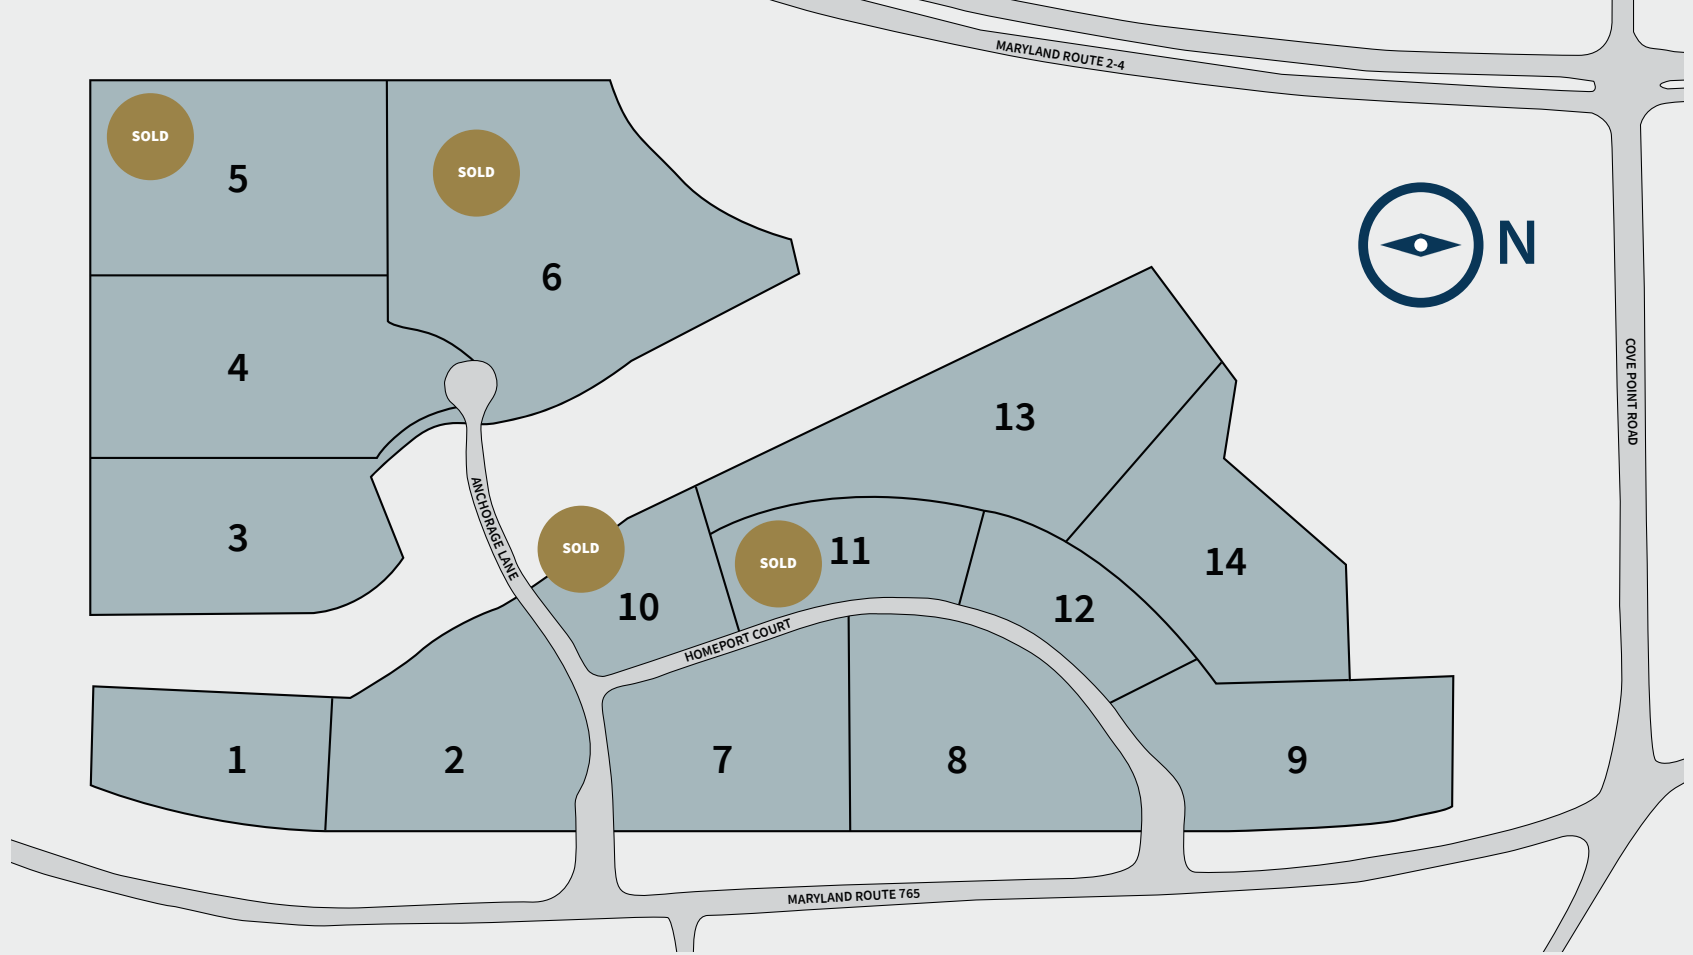 MARYLAND ROUTE 2-4
SOLD
5
SOLD
6
N
4
COVE POINT ROAD
13
3
ANCHORAGE LANE
SOLD
10
SOLD
11
14
12
HOMEPORT COURT
1
2
7
8
9
MARYLAND ROUTE 765